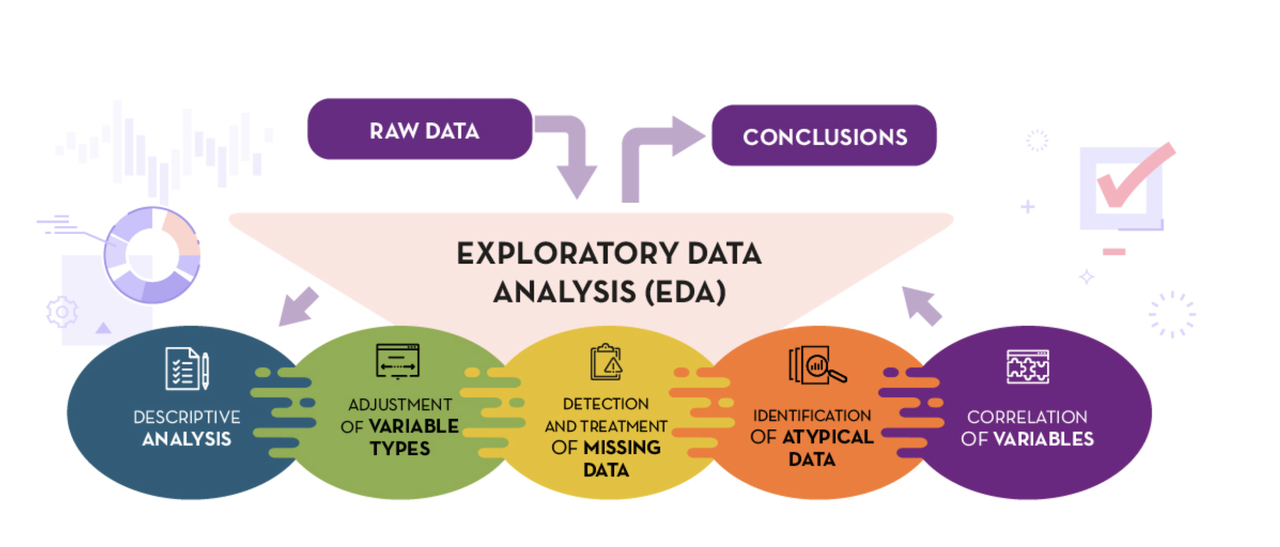 RAW DATA
CONCLUSIONS
EXPLORATORY DATA
ANALYSIS (EDA)
DESCRIPTIVE
ANALYSIS
ADJUSTMENT
OF VARIABLE
TYPES
DETECTION
AND TREATMENT
OF MISSING
DATA
IDENTIFICATION
OF ATYPICAL
DATA
CORRELATION
OF VARIABLES